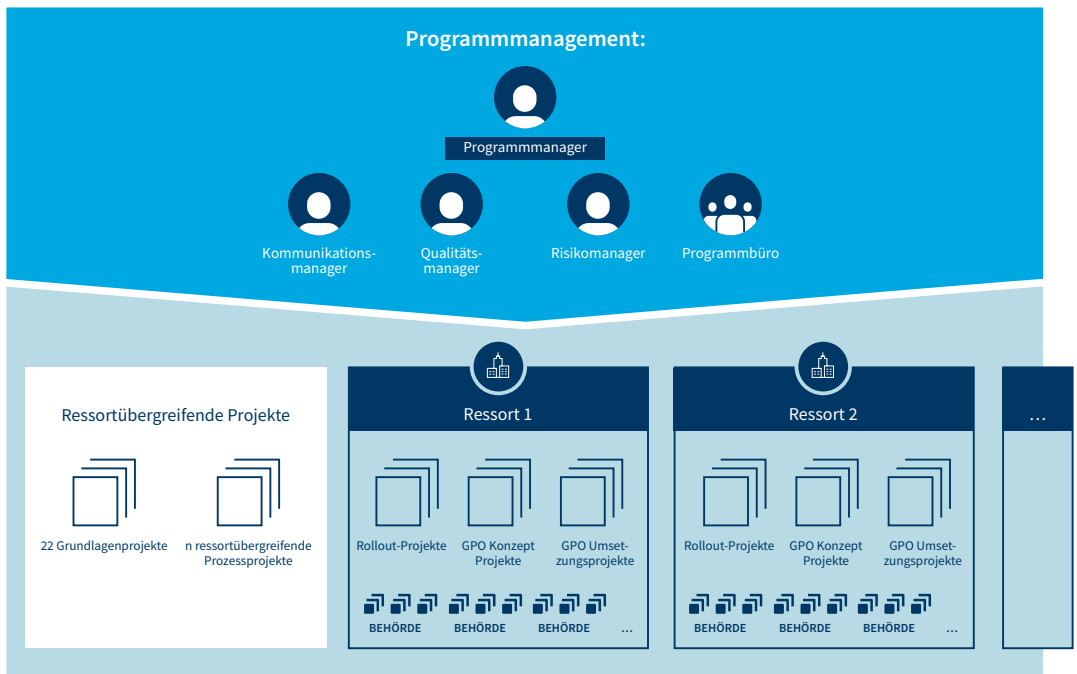 Programmmanagement:
Programmmanager
Kommunikations-
manager
Qualitäts-
manager
Risikomanager
Programmbüro
Ressortübergreifende Projekte
22 Grundlagenprojekte
n ressortübergreifende
Prozessprojekte
Ressort 1
Rollout-Projekte
GPO Konzept
Projekte
GPO Umset-
zungsprojekte
BEHÖRDE
BEHÖRDE
BEHÖRDE
...
Ressort 2
Rollout-Projekte
GPO Konzept
Projekte
GPO Umset-
zungsprojekte
BEHÖRDE
BEHÖRDE
BEHÖRDE
...
...